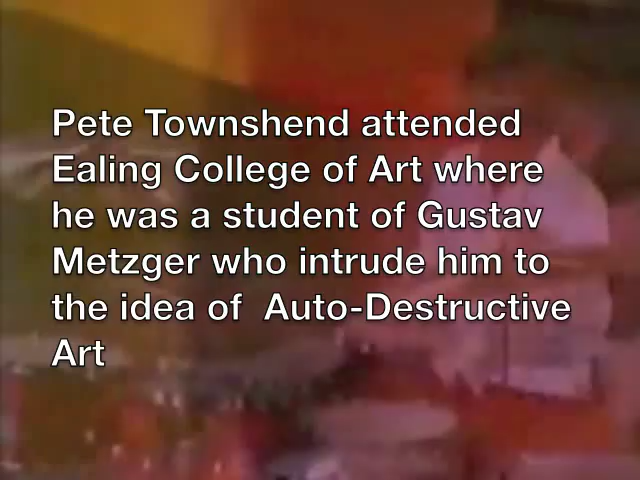 Pete Townshend attended
Ealing College of Art where
he was a student of Gustav
Metzger who intrude him to
the idea of  Auto-Destructive
Art